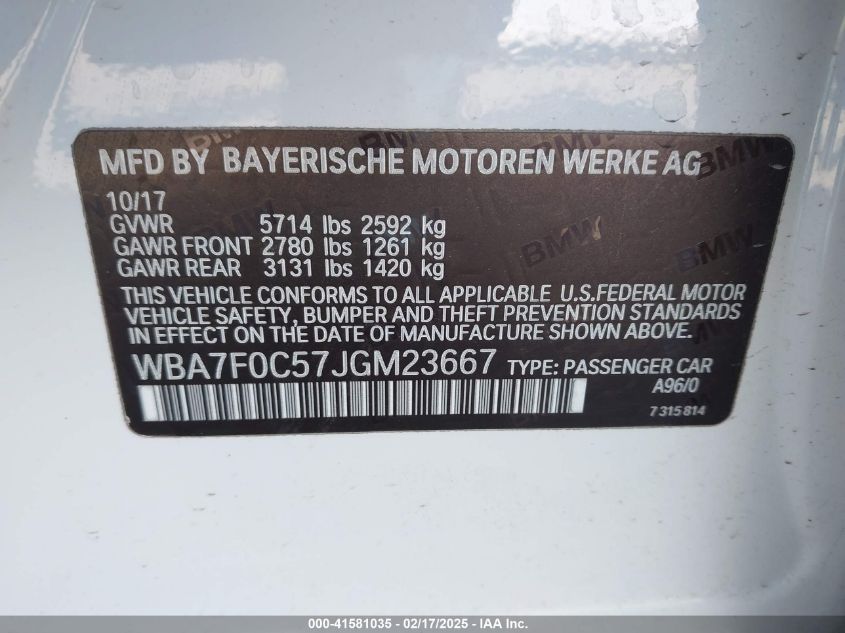 MFD BY BAYERISCHE MOTOREN WERKE AG
10/17
GVWR 5714 lbs 2592 kg
GAWR FRONT 2780 lbs 1261 kg
GAWR REAR 3131 lbs 1420 kg
THIS VEHICLE CONFORMS TO ALL APPLICABLE U.S.FEDERAL MOTOR
VEHICLE SAFETY, BUMPER AND THEFT PREVENTION STANDARDS
IN EFFECT ON THE DATE OF MANUFACTURE SHOWN ABOVE.
WBA7F0C57JGM23667 TYPE: PASSENGER CAR
A96/0
7 315 814
BMW
BMW
BMW
000-41581035 - 02/17/2025 - IAA Inc.